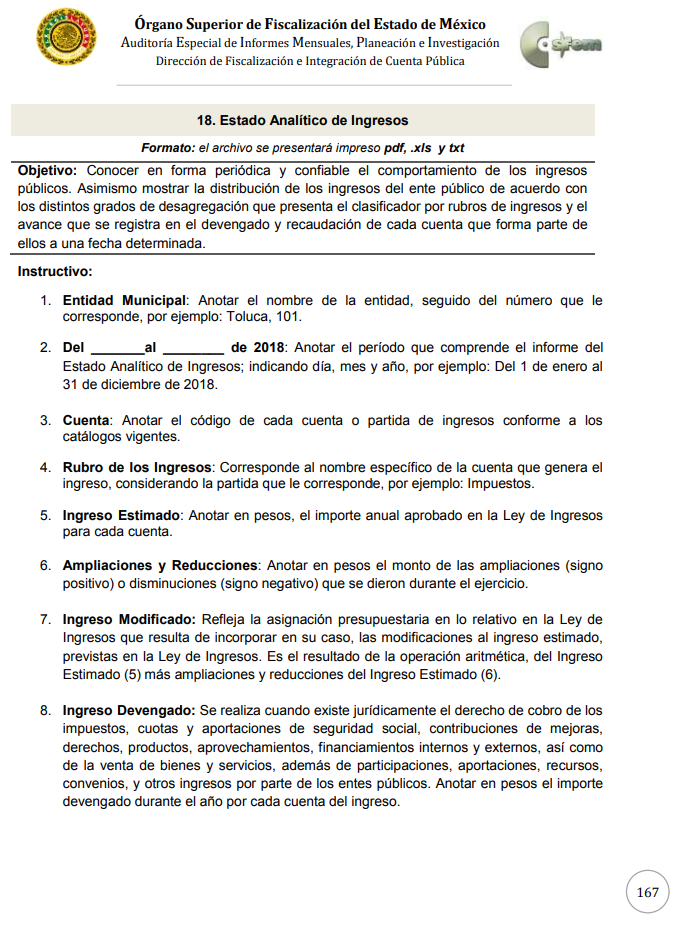 Órgano Superior de Fiscalización del Estado de México
Auditoría Especial de Informes Mensuales, Planeación e Investigación
Dirección de Fiscalización e Integración de Cuenta Pública
osfem
18. Estado Analítico de Ingresos
Formato: el archivo se presentará impreso pdf, .xls y txt
Objetivo: Conocer en forma periódica y confiable el comportamiento de los ingresos
públicos. Asimismo mostrar la distribución de los ingresos del ente público de acuerdo con
los distintos grados de desagregación que presenta el clasificador por rubros de ingresos y el
avance que se registra en el devengado y recaudación de cada cuenta que forma parte de
ellos a una fecha determinada.
Instructivo:
1. Entidad Municipal: Anotar el nombre de la entidad, seguido del número que le
corresponde, por ejemplo: Toluca, 101.
2. Del _______al ________ de 2018: Anotar el período que comprende el informe del
Estado Analítico de Ingresos; indicando día, mes y año, por ejemplo: Del 1 de enero al
31 de diciembre de 2018.
3. Cuenta: Anotar el código de cada cuenta o partida de ingresos conforme a los
catálogos vigentes.
4. Rubro de los Ingresos: Corresponde al nombre específico de la cuenta que genera el
ingreso, considerando la partida que le corresponde, por ejemplo: Impuestos.
5. Ingreso Estimado: Anotar en pesos, el importe anual aprobado en la Ley de Ingresos
para cada cuenta.
6. Ampliaciones y Reducciones: Anotar en pesos el monto de las ampliaciones (signo
positivo) o disminuciones (signo negativo) que se dieron durante el ejercicio.
7. Ingreso Modificado: Refleja la asignación presupuestaria en lo relativo en la Ley de
Ingresos que resulta de incorporar en su caso, las modificaciones al ingreso estimado,
previstas en la Ley de Ingresos. Es el resultado de la operación aritmética, del Ingreso
Estimado (5) más ampliaciones y reducciones del Ingreso Estimado (6).
8. Ingreso Devengado: Se realiza cuando existe jurídicamente el derecho de cobro de los
impuestos, cuotas y aportaciones de seguridad social, contribuciones de mejoras,
derechos, productos, aprovechamientos, financiamientos internos y externos, así como
de la venta de bienes y servicios, además de participaciones, aportaciones, recursos,
convenios, y otros ingresos por parte de los entes públicos. Anotar en pesos el importe
devengado durante el año por cada cuenta del ingreso.
167